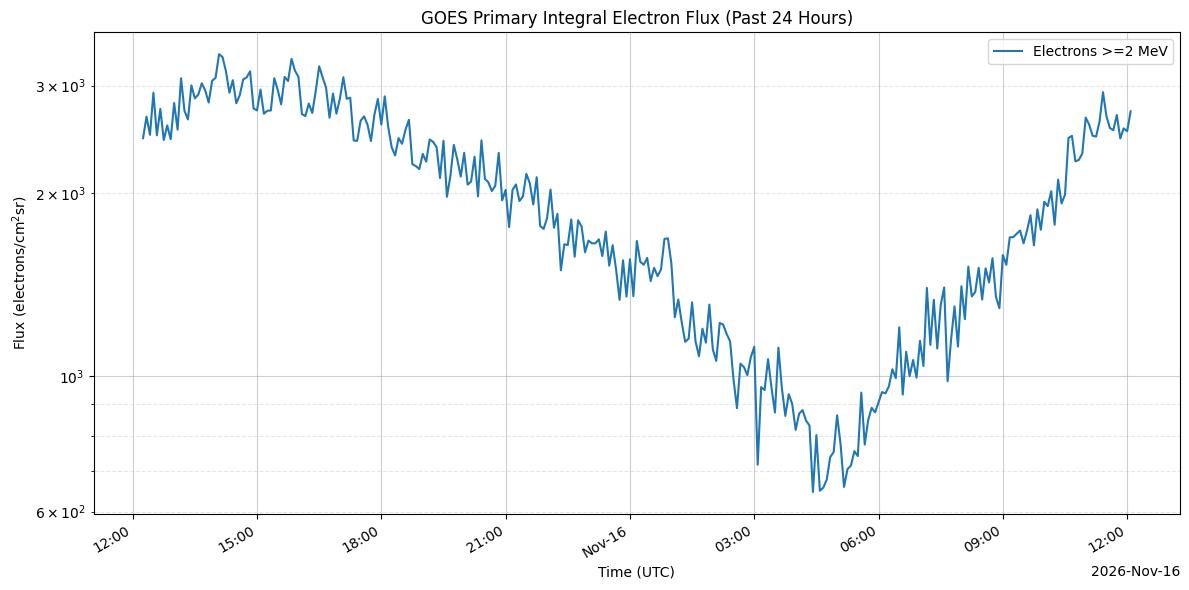 GOES Primary Integral Electron Flux (Past 24 Hours)
Electrons >=2 MeV
Flux (electrons/cm²sr)
3 × 10³
2 × 10³
10³
6 × 10²
12:00
15:00
18:00
21:00
Nov-16
03:00
06:00
09:00
12:00
Time (UTC)
2026-Nov-16